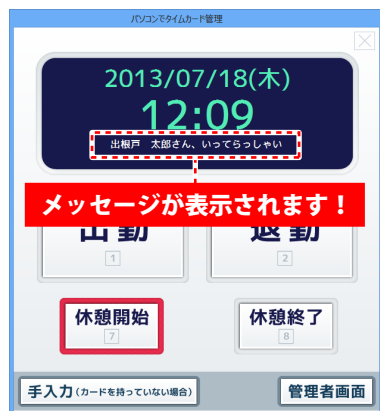 パソコンでタイムカード管理
2013/07/18(木)
12:09
出根戸 太郎さん、いってらっしゃい
メッセージが表示されます！
出勤 退勤
1 2
休憩開始 休憩終了
7 8
手入力(カードを持っていない場合) 管理者画面